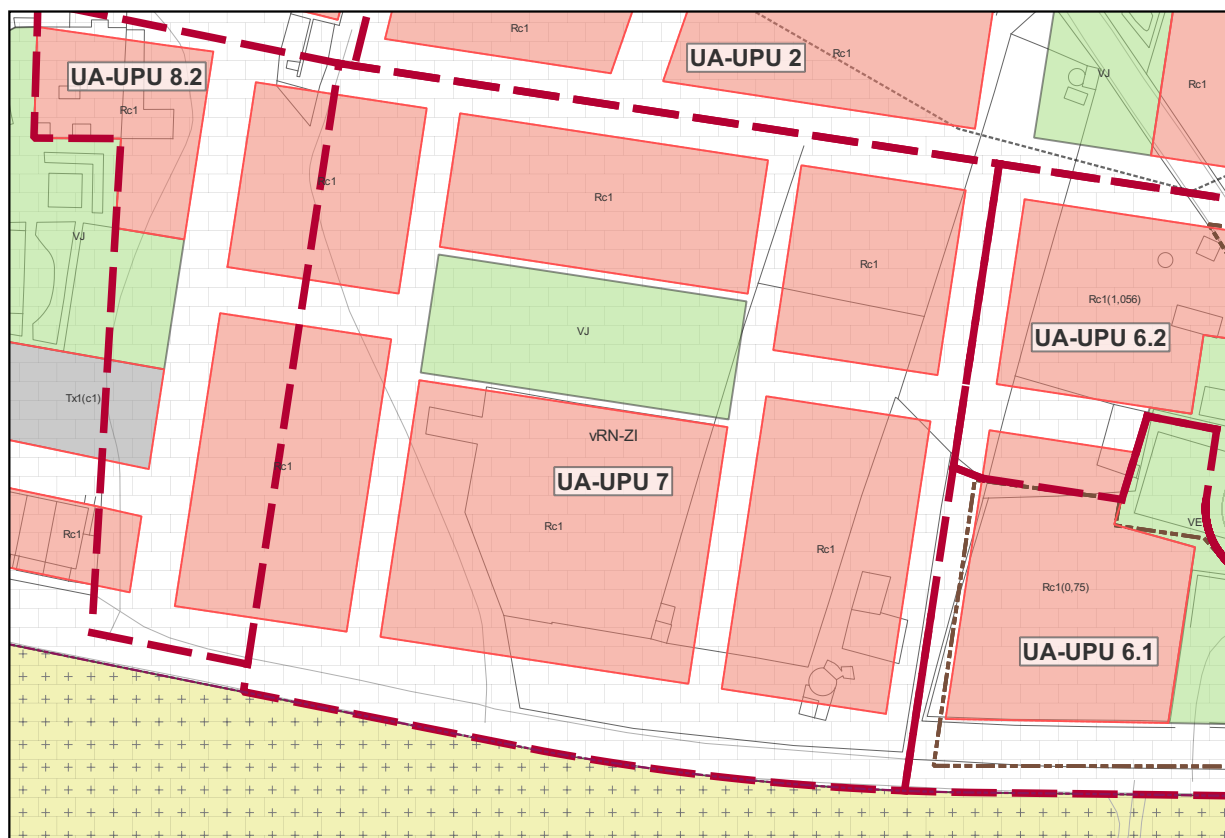 Rc1
UA-UPU 2
Rc1
UA-UPU 8.2
VJ
Rc1
Rc1
Rc1
Rc1
VJ
Rc1
Rc1(1,056)
VJ
UA-UPU 6.2
Tx1(c1)
vRN-ZI
Rc1
UA-UPU 7
Rc1
Rc1
Rc1
VE
Rc1(0,75)
UA-UPU 6.1